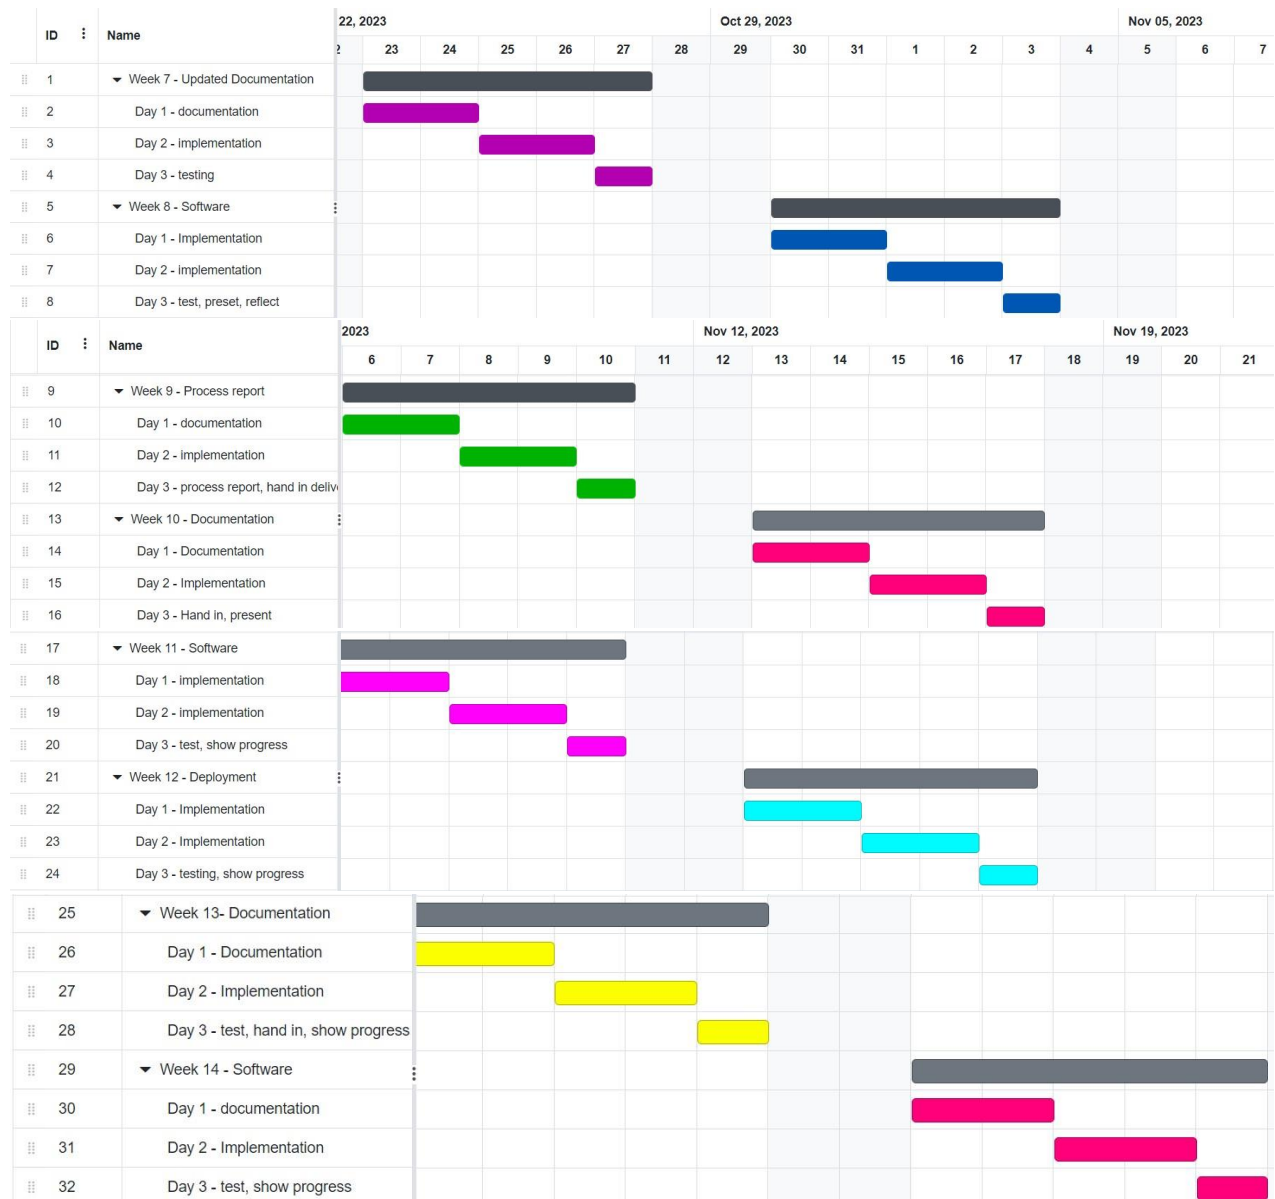 22, 2023 Oct 29, 2023 Nov 05, 2023
ID Name
23 24 25 26 27 28 29 30 31 1 2 3 4 5 6 7
1 Week 7 - Updated Documentation
2 Day 1 - documentation
3 Day 2 - implementation
4 Day 3 - testing
5 Week 8 - Software
6 Day 1 - Implementation
7 Day 2 - implementation
8 Day 3 - test, preset, reflect
2023 Nov 12, 2023 Nov 19, 2023
ID Name
6 7 8 9 10 11 12 13 14 15 16 17 18 19 20 21
9 Week 9 - Process report
10 Day 1 - documentation
11 Day 2 - implementation
12 Day 3 - process report, hand in deliv
13 Week 10 - Documentation
14 Day 1 - Documentation
15 Day 2 - Implementation
16 Day 3 - Hand in, present
17 Week 11 - Software
18 Day 1 - implementation
19 Day 2 - implementation
20 Day 3 - test, show progress
21 Week 12 - Deployment
22 Day 1 - Implementation
23 Day 2 - Implementation
24 Day 3 - testing, show progress
25 Week 13- Documentation
26 Day 1 - Documentation
27 Day 2 - Implementation
28 Day 3 - test, hand in, show progress
29 Week 14 - Software
30 Day 1 - documentation
31 Day 2 - Implementation
32 Day 3 - test, show progress